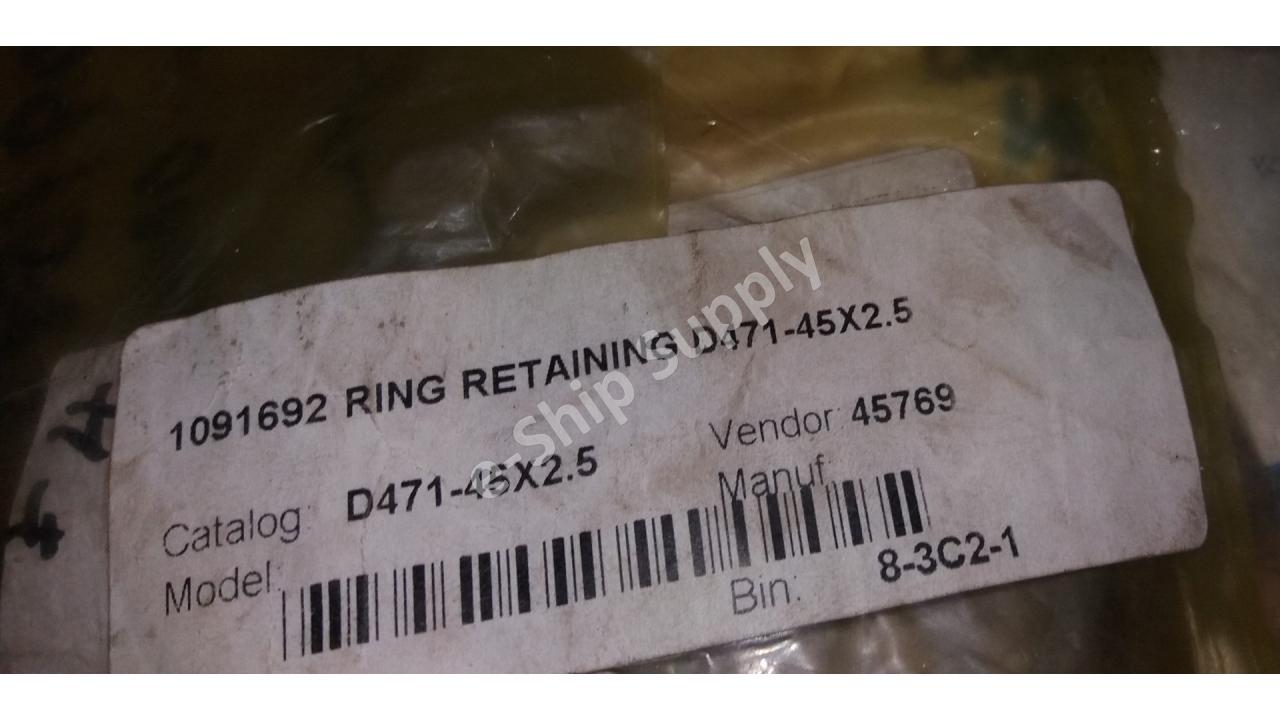 1091692 RING RETAINING D471-45X2.5
Catalog: D471-45X2.5
Vendor: 45769
Model:
Manuf:
Bin: 8-3C2-1
e-Ship Supply